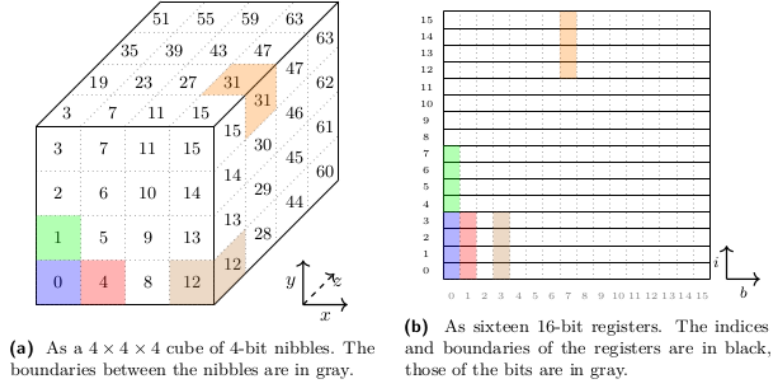 51 55 59 63
35 39 43 47 63
19 23 27 31 47 62
3 7 11 15 31 46 61
3 7 11 15 15 30 45 60
2 6 10 14 14 29 44
1 5 9 13 13 28
0 4 8 12 12
y z
x
(a) As a 4 × 4 × 4 cube of 4-bit nibbles. The
boundaries between the nibbles are in gray.
15
14
13
12
11
10
9
8
7
6
5
4
3
2
1
0
0 1 2 3 4 5 6 7 8 9 10 11 12 13 14 15
i
b
(b) As sixteen 16-bit registers. The indices
and boundaries of the registers are in black,
those of the bits are in gray.